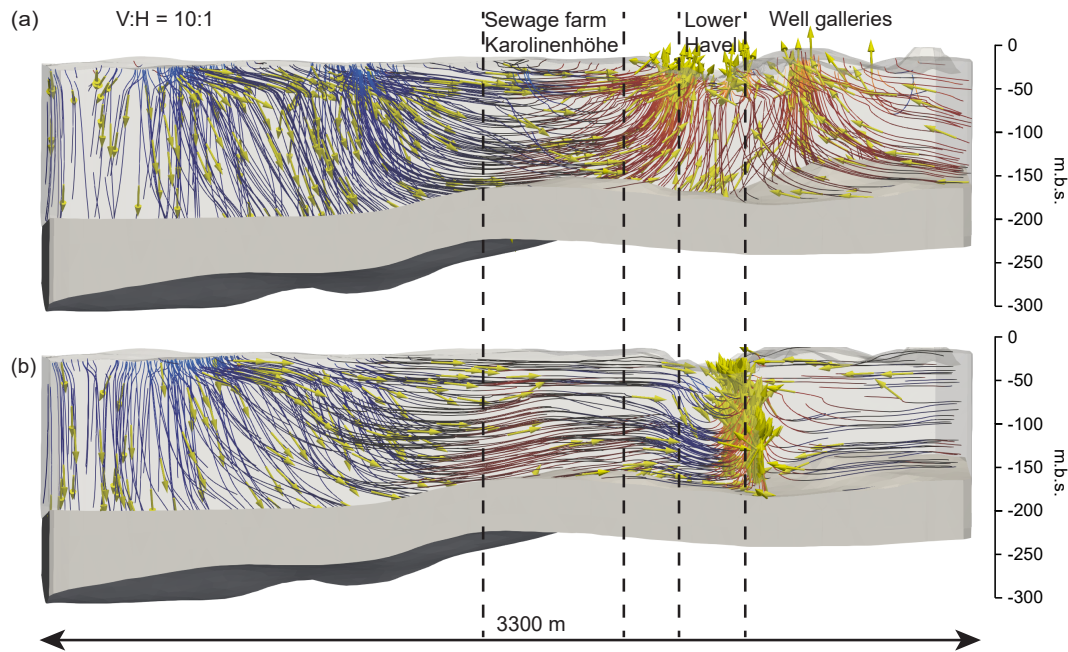 (a)
V:H = 10:1
Sewage farm
Karolinenhöhe
Lower
Havel
Well galleries
0
-50
-100
-150
-200
-250
-300
m.b.s.
(b)
0
-50
-100
-150
-200
-250
-300
m.b.s.
3300 m